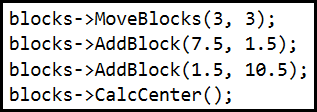 blocks->MoveBlocks(3, 3);
blocks->AddBlock(7.5, 1.5);
blocks->AddBlock(1.5, 10.5);
blocks->CalcCenter();